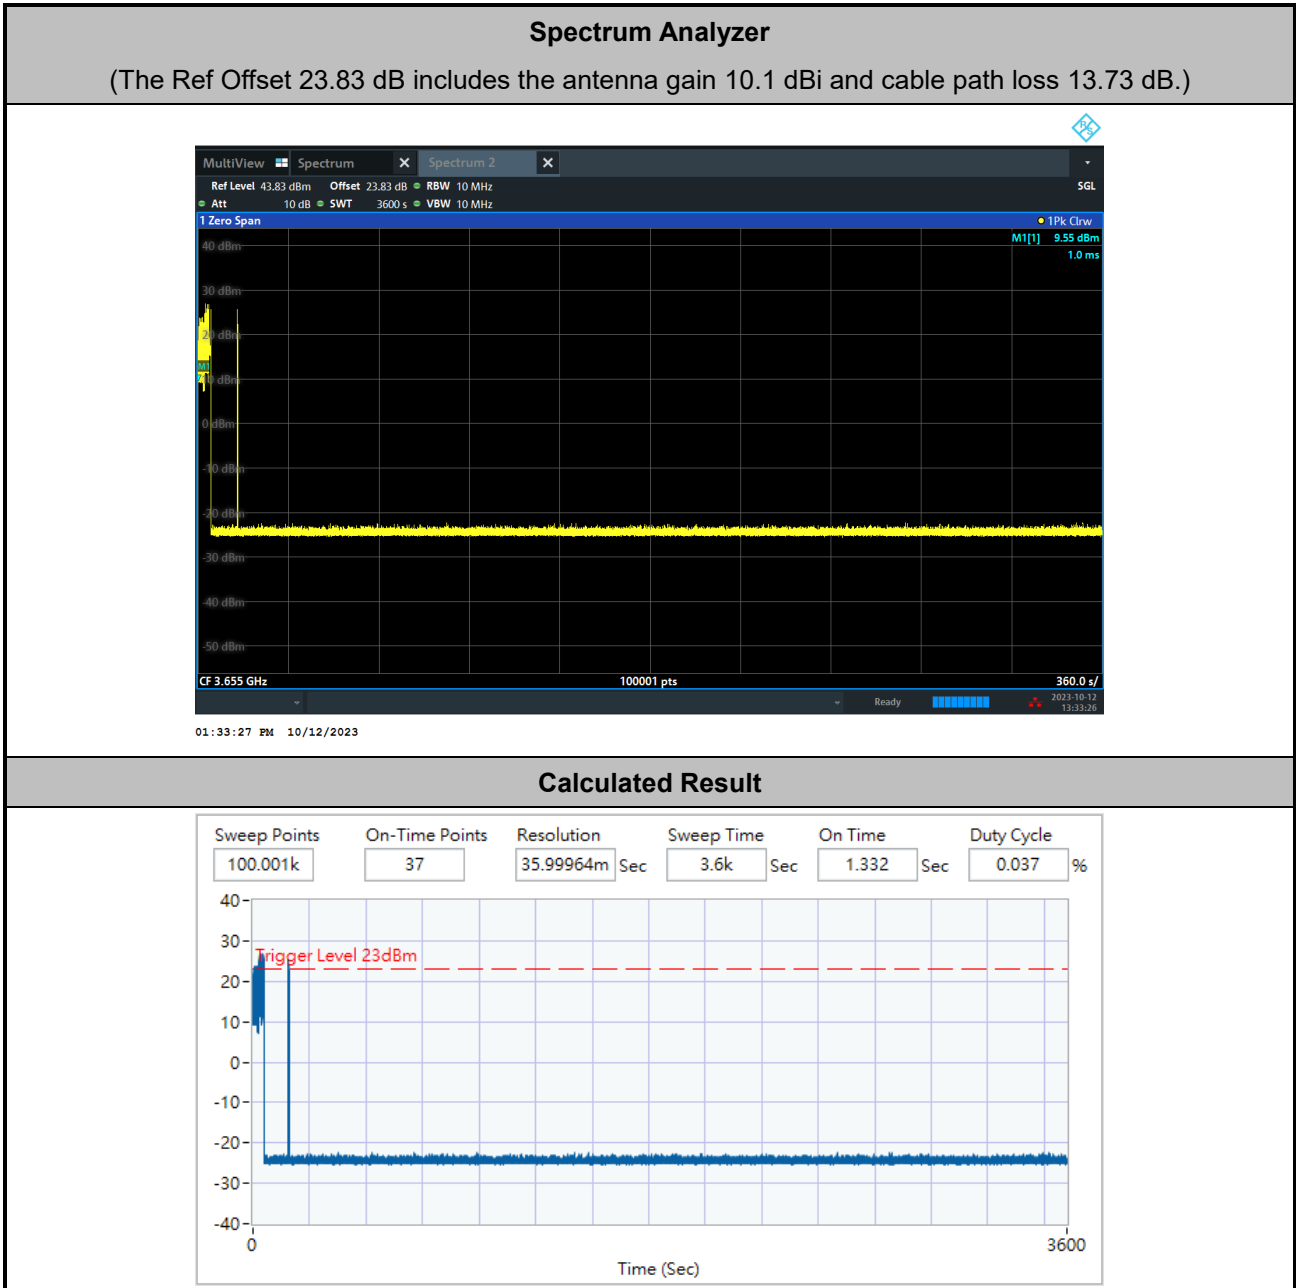 Spectrum Analyzer
(The Ref Offset 23.83 dB includes the antenna gain 10.1 dBi and cable path loss 13.73 dB.)
R&S
MultiView Spectrum Spectrum 2
Ref Level 43.83 dBm Offset 23.83 dB RBW 10 MHz SGL
Att 10 dB SWT 3600 s VBW 10 MHz
1 Zero Span 1Pk Clrw
M1[1] 9.55 dBm
1.0 ms
40 dBm
30 dBm
20 dBm
M1
10 dBm
0 dBm
-10 dBm
-20 dBm
-30 dBm
-40 dBm
-50 dBm
CF 3.655 GHz 100001 pts 360.0 s/
Ready 2023-10-12
13:33:26
01:33:27 PM 10/12/2023
Calculated Result
Sweep Points On-Time Points Resolution Sweep Time On Time Duty Cycle
100.001k 37 35.99964m Sec 3.6k Sec 1.332 Sec 0.037 %
40
30
Trigger Level 23dBm
20
10
0
-10
-20
-30
-40
0 3600
Time (Sec)